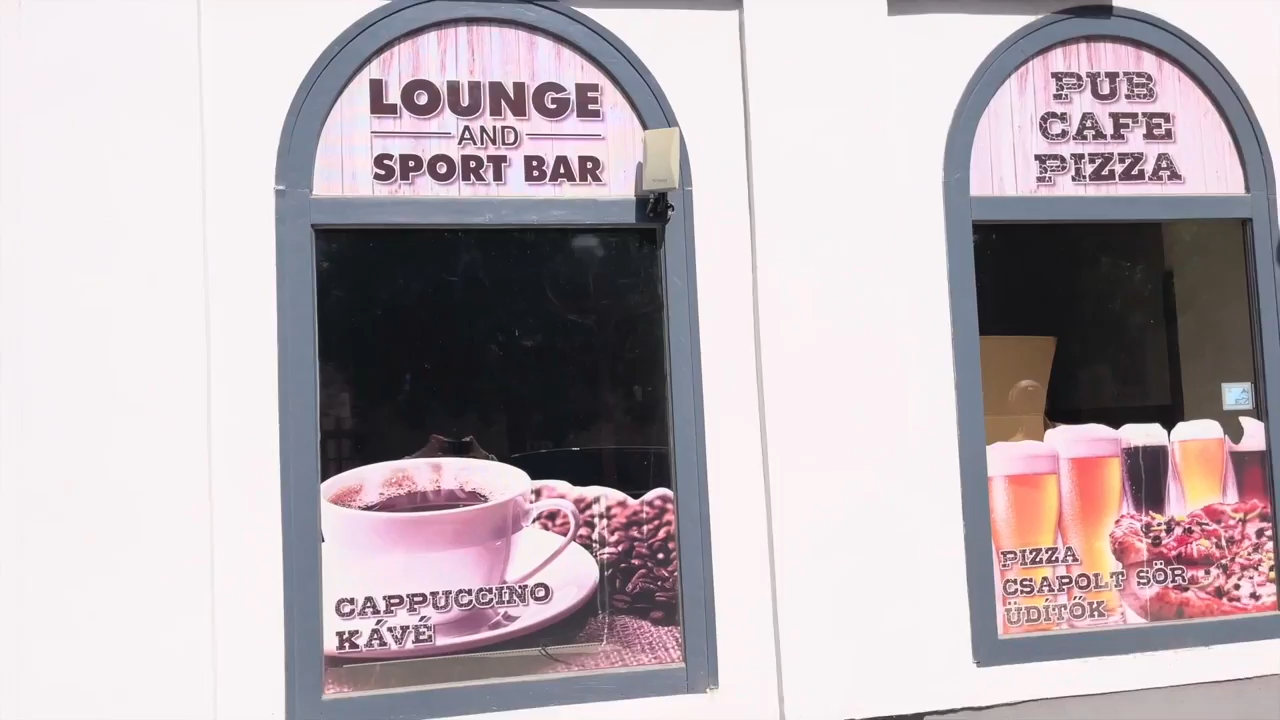 LOUNGE
AND
SPORT BAR
CAPPUCCINO
KÁVÉ
PUB
CAFE
PIZZA
PIZZA
CSAPOLT SÖR
ÜDÍTŐK